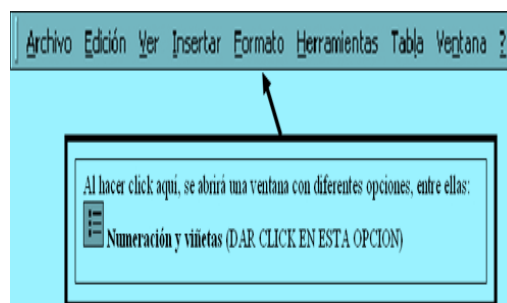 Archivo Edición Ver Insertar Formato Herramientas Tabla Ventana ?
Al hacer click aquí, se abrirá una ventana con diferentes opciones, entre ellas:
Numeración y viñetas (DAR CLICK EN ESTA OPCION)